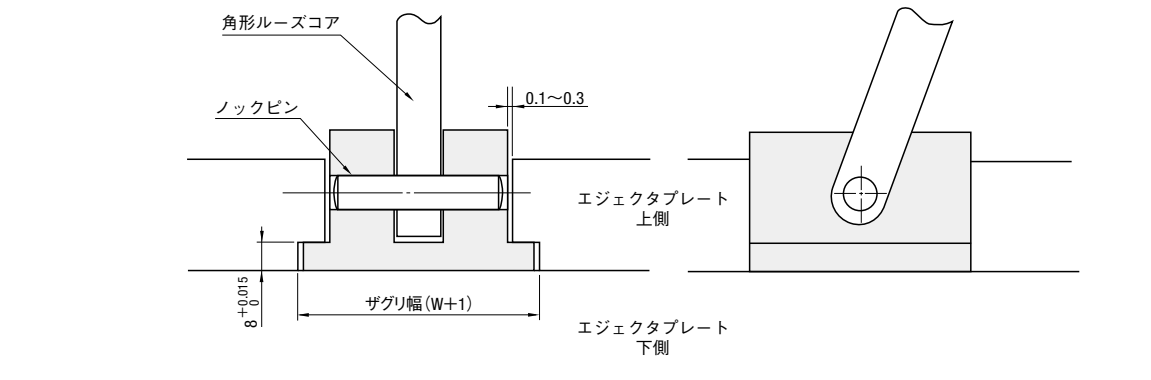 角形ルーズコア
ノックピン
0.1〜0.3
エジェクタプレート
上側
8 +0.015
0
ザグリ幅(W+1)
エジェクタプレート
下側